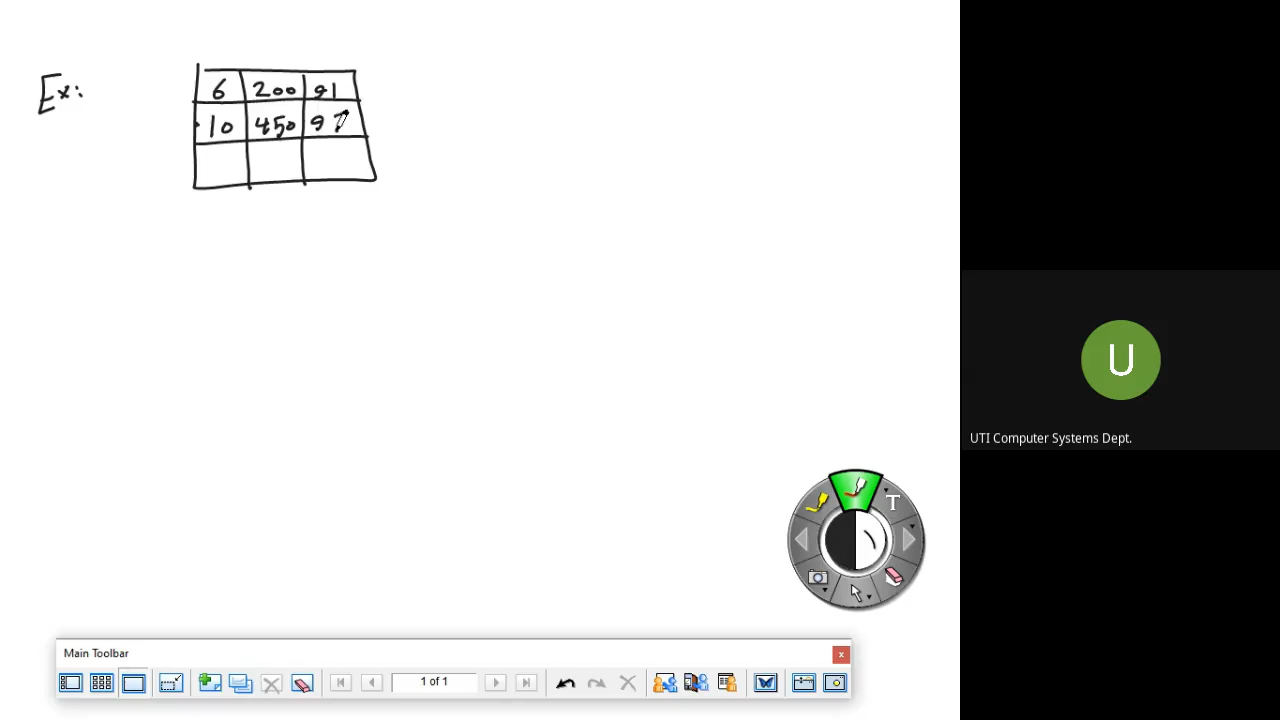 Ex:
6 200 91
10 450 97
U
UTI Computer Systems Dept.
T
Main Toolbar
x
1 of 1